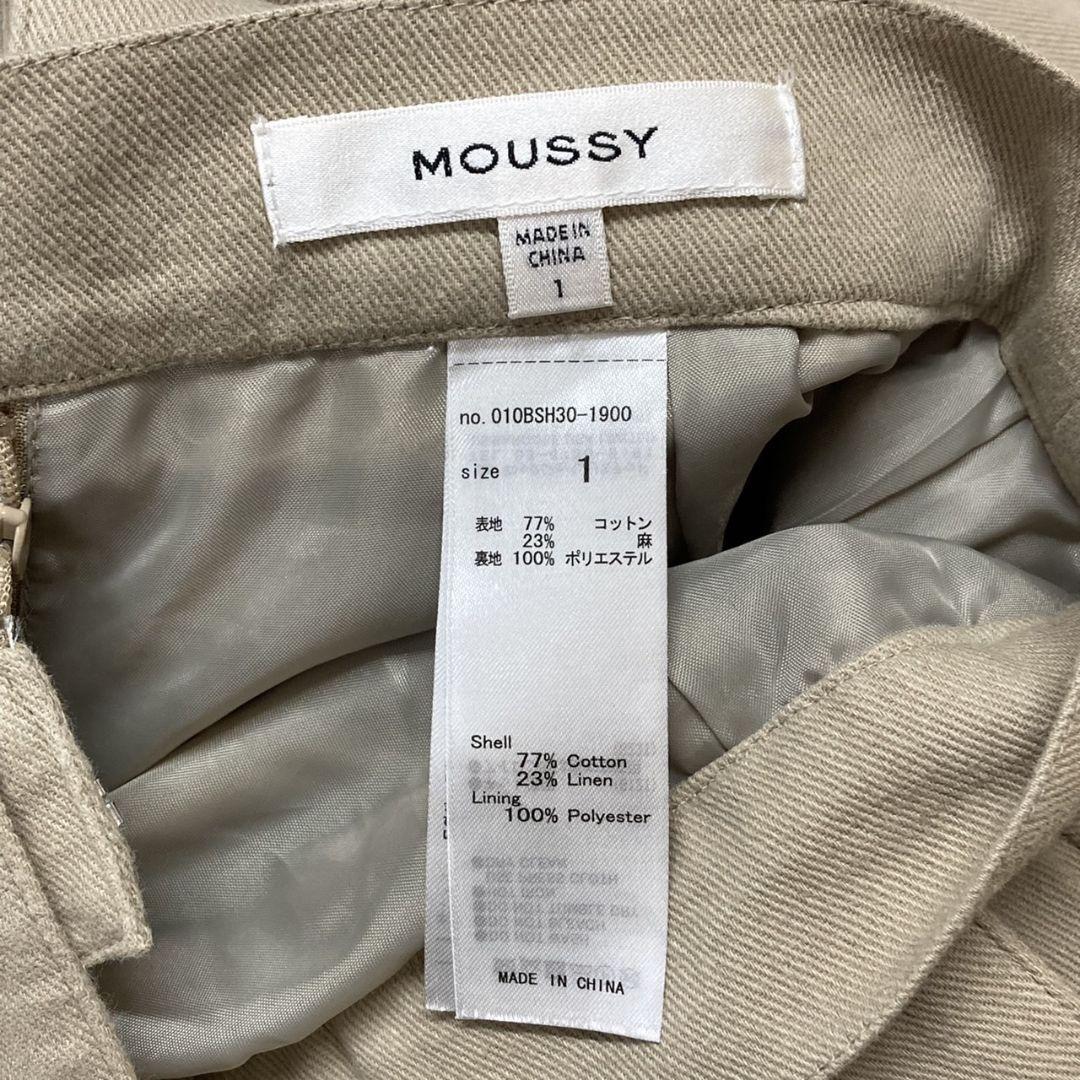 MOUSSY
MADE IN
CHINA
1
no. 010BSH30-1900
size 1
表地 77% コットン
23% 麻
裏地 100% ポリエステル
Shell
77% Cotton
23% Linen
Lining
100% Polyester
MADE IN CHINA